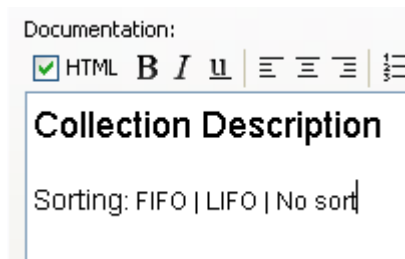 Documentation:
HTML B I u
Collection Description
Sorting: FIFO | LIFO | No sort